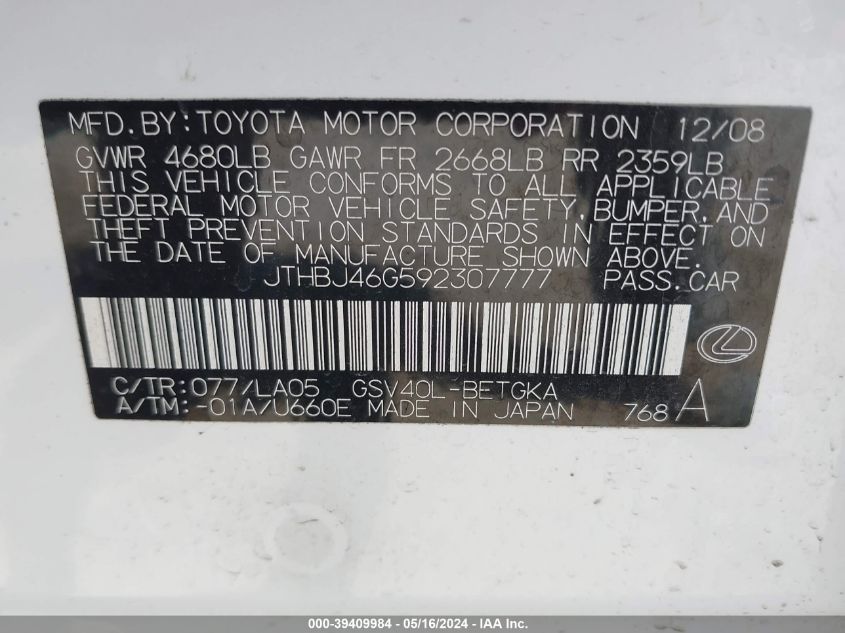 MFD. BY: TOYOTA MOTOR CORPORATION 12/08
GVWR 4680LB GAWR FR 2668LB RR 2359LB
THIS VEHICLE CONFORMS TO ALL APPLICABLE
FEDERAL MOTOR VEHICLE SAFETY, BUMPER, AND
THEFT PREVENTION STANDARDS IN EFFECT ON
THE DATE OF MANUFACTURE SHOWN ABOVE.
JTHBJ46G592307777 PASS. CAR
C/TR: 077/LA05 GSV40L-BETGKA
A/TM: -01A/U660E MADE IN JAPAN 768 A
000-39409984 - 05/16/2024 - IAA Inc.